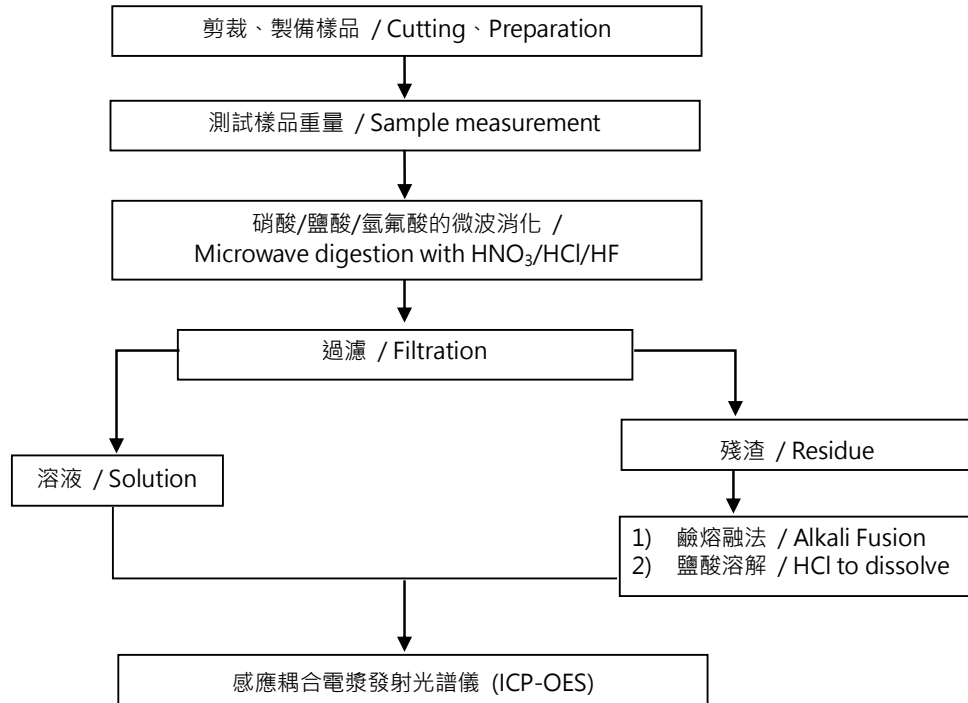 剪裁、製備樣品 / Cutting、Preparation
測試樣品重量 / Sample measurement
硝酸/鹽酸/氫氟酸的微波消化 /
Microwave digestion with HNO₃/HCl/HF
過濾 / Filtration
溶液 / Solution
殘渣 / Residue
1) 鹼熔融法 / Alkali Fusion
2) 鹽酸溶解 / HCl to dissolve
感應耦合電漿發射光譜儀 (ICP-OES)